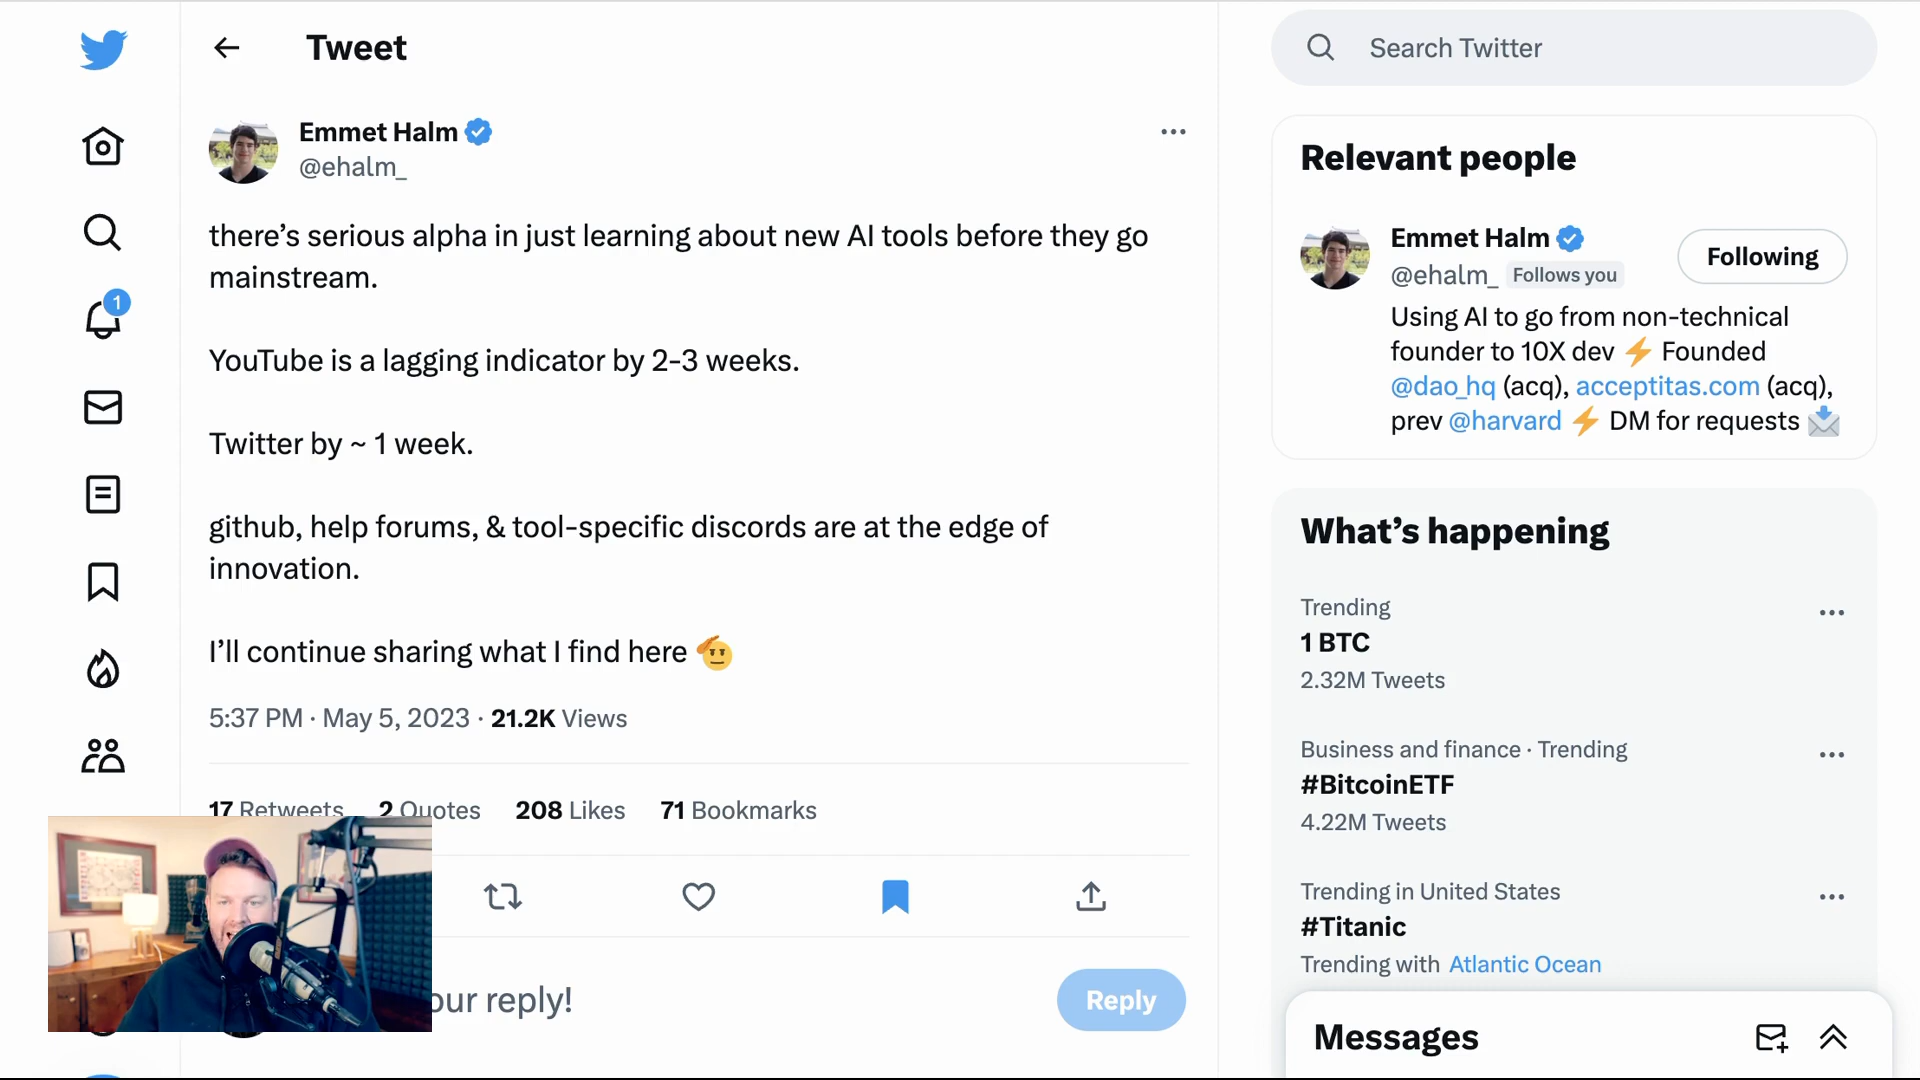 Tweet
Search Twitter
Emmet Halm
@ehalm_
there's serious alpha in just learning about new AI tools before they go
mainstream.
YouTube is a lagging indicator by 2-3 weeks.
Twitter by ~ 1 week.
github, help forums, & tool-specific discords are at the edge of
innovation.
I'll continue sharing what I find here
5:37 PM · May 5, 2023 · 21.2K Views
17 Retweets 2 Quotes 208 Likes 71 Bookmarks
our reply!
Reply
1
Relevant people
Emmet Halm
@ehalm_ Follows you
Following
Using AI to go from non-technical
founder to 10X dev ⚡ Founded
@dao_hq (acq), acceptitas.com (acq),
prev @harvard ⚡ DM for requests 📩
What's happening
Trending
1 BTC
2.32M Tweets
Business and finance · Trending
#BitcoinETF
4.22M Tweets
Trending in United States
#Titanic
Trending with Atlantic Ocean
Messages